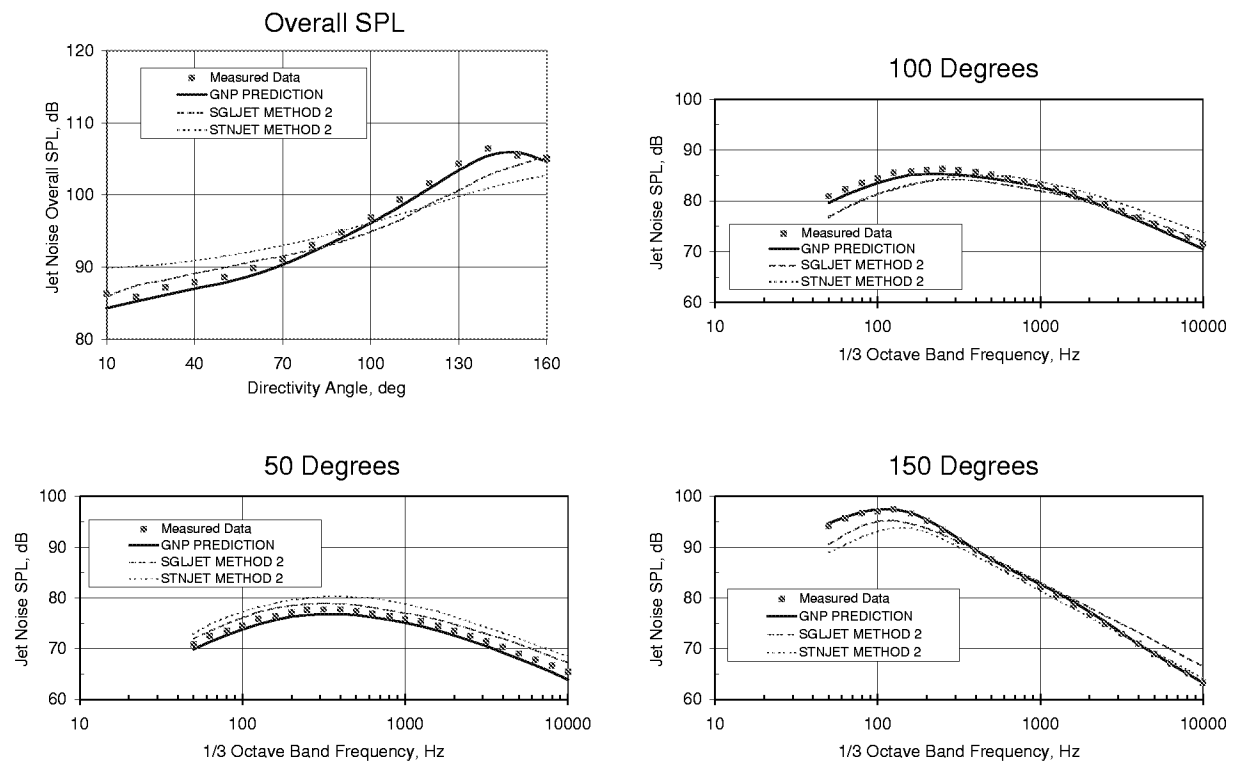 Overall SPL
120
110
100
90
80
Jet Noise Overall SPL, dB
Measured Data
GNP PREDICTION
SGLJET METHOD 2
STNJET METHOD 2
10 40 70 100 130 160
Directivity Angle, deg
100 Degrees
100
90
80
70
60
Jet Noise SPL, dB
Measured Data
GNP PREDICTION
SGLJET METHOD 2
STNJET METHOD 2
10 100 1000 10000
1/3 Octave Band Frequency, Hz
50 Degrees
100
90
80
70
60
Jet Noise SPL, dB
Measured Data
GNP PREDICTION
SGLJET METHOD 2
STNJET METHOD 2
10 100 1000 10000
1/3 Octave Band Frequency, Hz
150 Degrees
100
90
80
70
60
Jet Noise SPL, dB
Measured Data
GNP PREDICTION
SGLJET METHOD 2
STNJET METHOD 2
10 100 1000 10000
1/3 Octave Band Frequency, Hz